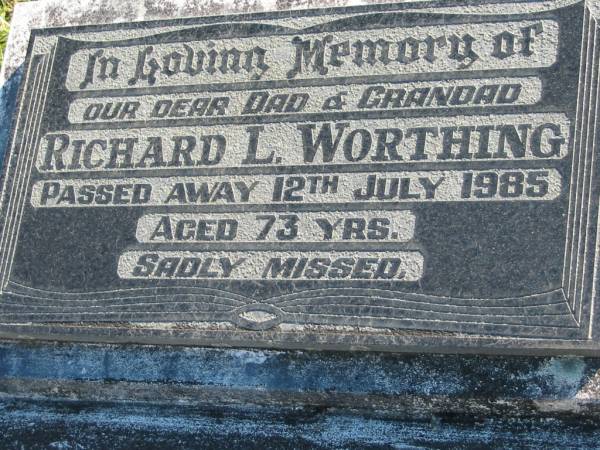 In Loving Memory of
OUR DEAR DAD & GRANDAD
RICHARD L. WORTHING
PASSED AWAY 12TH JULY 1985
AGED 73 YRS.
SADLY MISSED.